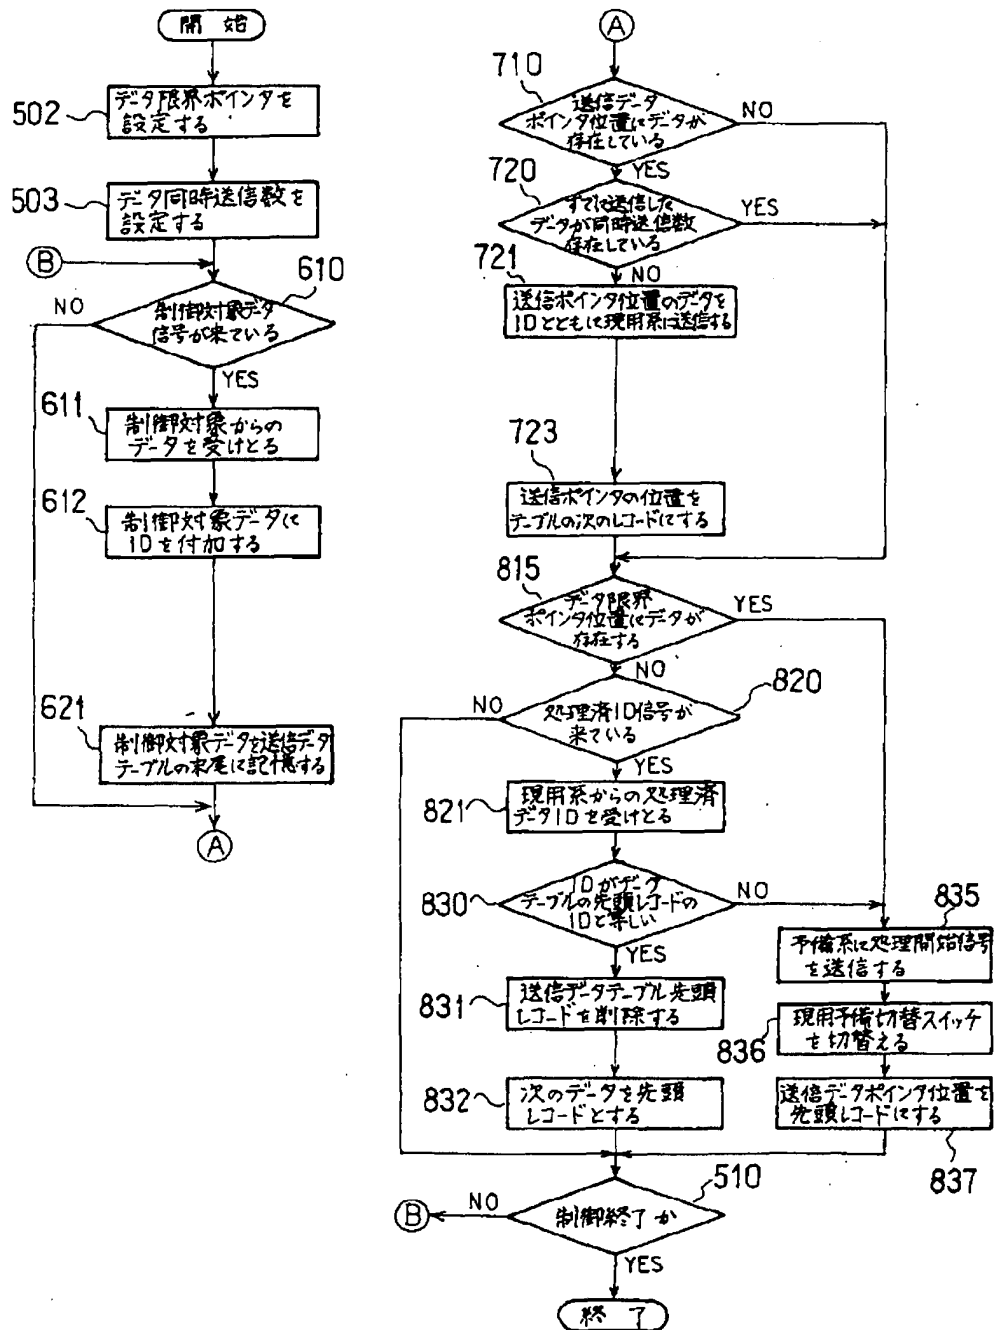 開始
502
データ限界ポインタを
設定する
503
データ同時送信数を
設定する
B
610
NO
制御対象データ
信号が来ている
YES
611
制御対象からの
データを受けとる
612
制御対象データに
IDを付加する
621
制御対象データを送信データ
テーブルの末尾に記憶する
A
A
710
送信データ
ポインタ位置にデータが
存在している
NO
YES
720
すでに送信した
データが同時送信数
存在している
YES
NO
721
送信ポインタ位置のデータを
IDとともに現用系に送信する
723
送信ポインタの位置を
テーブルの次のレコードにする
815
データ限界
ポインタ位置にデータが
存在する
YES
NO
820
NO
処理済ID信号が
来ている
YES
821
現用系からの処理済
データIDを受けとる
830
IDがデータ
テーブルの先頭レコードの
IDと等しい
NO
YES
831
送信データテーブル先頭
レコードを削除する
832
次のデータを先頭
レコードとする
835
予備系に処理開始信号
を送信する
836
現用予備切替スイッチ
を切替える
送信データポインタ位置を
先頭レコードにする
837
510
B
NO
制御終了か
YES
終了